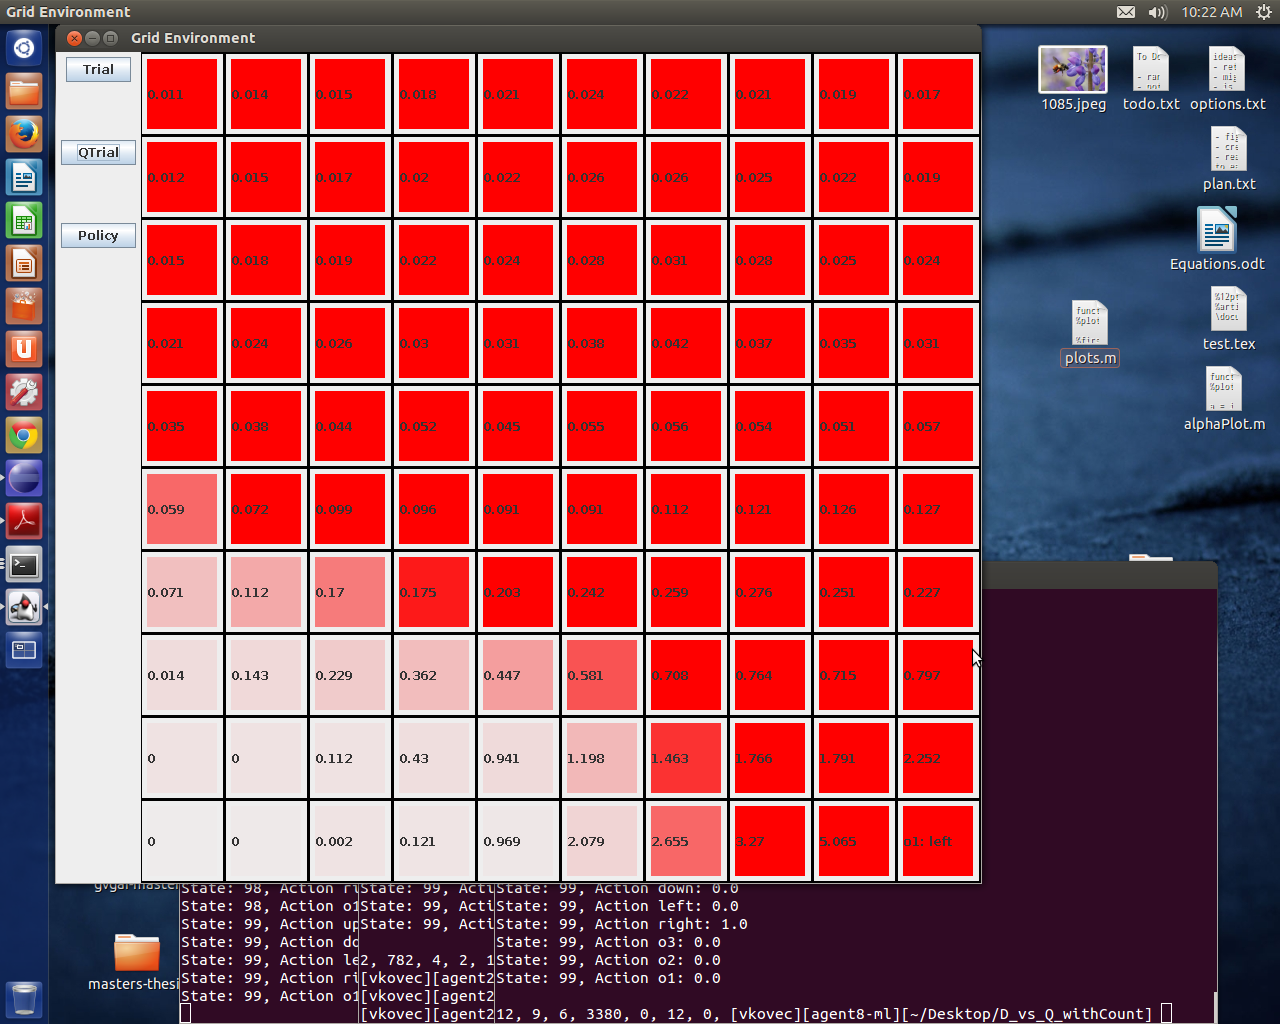 Grid Environment
10:22 AM
Grid Environment
Trial
0.011 0.014 0.015 0.018 0.021 0.024 0.022 0.021 0.019 0.017
QTrial
0.012 0.015 0.017 0.02 0.022 0.026 0.026 0.025 0.022 0.019
Policy
0.015 0.018 0.019 0.022 0.024 0.028 0.031 0.028 0.025 0.024
0.021 0.024 0.026 0.03 0.031 0.038 0.042 0.037 0.035 0.031
0.035 0.038 0.044 0.052 0.045 0.055 0.056 0.054 0.051 0.057
0.059 0.072 0.099 0.096 0.091 0.091 0.112 0.121 0.126 0.127
0.071 0.112 0.17 0.175 0.203 0.242 0.259 0.276 0.251 0.227
0.014 0.143 0.229 0.362 0.447 0.581 0.708 0.764 0.715 0.797
0 0 0.112 0.43 0.941 1.198 1.463 1.766 1.791 2.252
0 0 0.002 0.121 0.969 2.079 2.655 3.27 5.065 o1: left
1085.jpeg
todo.txt
options.txt
plan.txt
Equations.odt
plots.m
test.tex
alphaPlot.m
gvgai-master
masters-thesi
State: 98, Action ri
State: 98, Action o1
State: 99, Action up
State: 99, Action do
State: 99, Action le
State: 99, Action ri
State: 99, Action o1
State: 99, Acti
State: 99, Acti
State: 99, Acti
2, 782, 4, 2, 1
[vkovec][agent2
[vkovec][agent2
[vkovec][agent2
State: 99, Action down: 0.0
State: 99, Action left: 0.0
State: 99, Action right: 1.0
State: 99, Action o3: 0.0
State: 99, Action o2: 0.0
State: 99, Action o1: 0.0
12, 9, 6, 3380, 0, 12, 0, [vkovec][agent8-ml][~/Desktop/D_vs_Q_withCount]